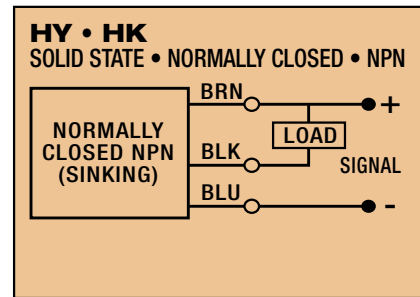 HY • HK
SOLID STATE • NORMALLY CLOSED • NPN
BRN
+
NORMALLY
CLOSED NPN
(SINKING)
LOAD
BLK
SIGNAL
BLU
-